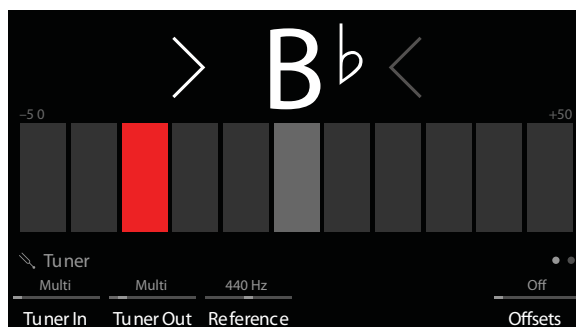 > B♭ <
–50 +50
Tuner
Multi Multi 440 Hz Off
Tuner In Tuner Out Reference Offsets